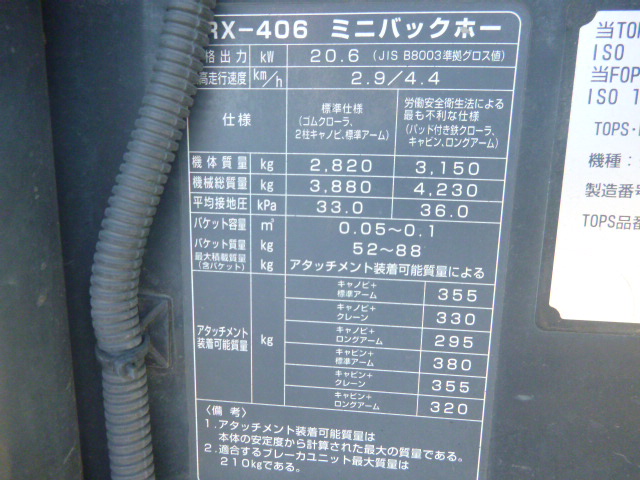 RX-406 ミニバックホー
格出力 kW 20.6 (JIS B8003準拠グロス値)
高走行速度 km/h 2.9/4.4
仕様 標準仕様 (ゴムクローラ、2柱キャノピ、標準アーム) 労働安全衛生法による最も不利な仕様 (パッド付き鉄クローラ、キャビン、ロングアーム)
機体質量 kg 2,820 3,150
機械総質量 kg 3,880 4,230
平均接地圧 kPa 33.0 36.0
バケット容量 m³ 0.05～0.1
バケット質量 kg 52～88
最大積載質量 (含バケット) kg アタッチメント装着可能質量による
アタッチメント装着可能質量 kg
キャノピ+標準アーム 355
キャノピ+クレーン 330
キャノピ+ロングアーム 295
キャビン+標準アーム 380
キャビン+クレーン 355
キャビン+ロングアーム 320
〈備考〉
1.アタッチメント装着可能質量は
本体の安定度から計算された最大の質量である。
2.適合するブレーカユニット最大質量は
210kgである。
当TOP
ISO
当FOP
ISO 1
TOPS・
機種:
製造番号
TOPS品番